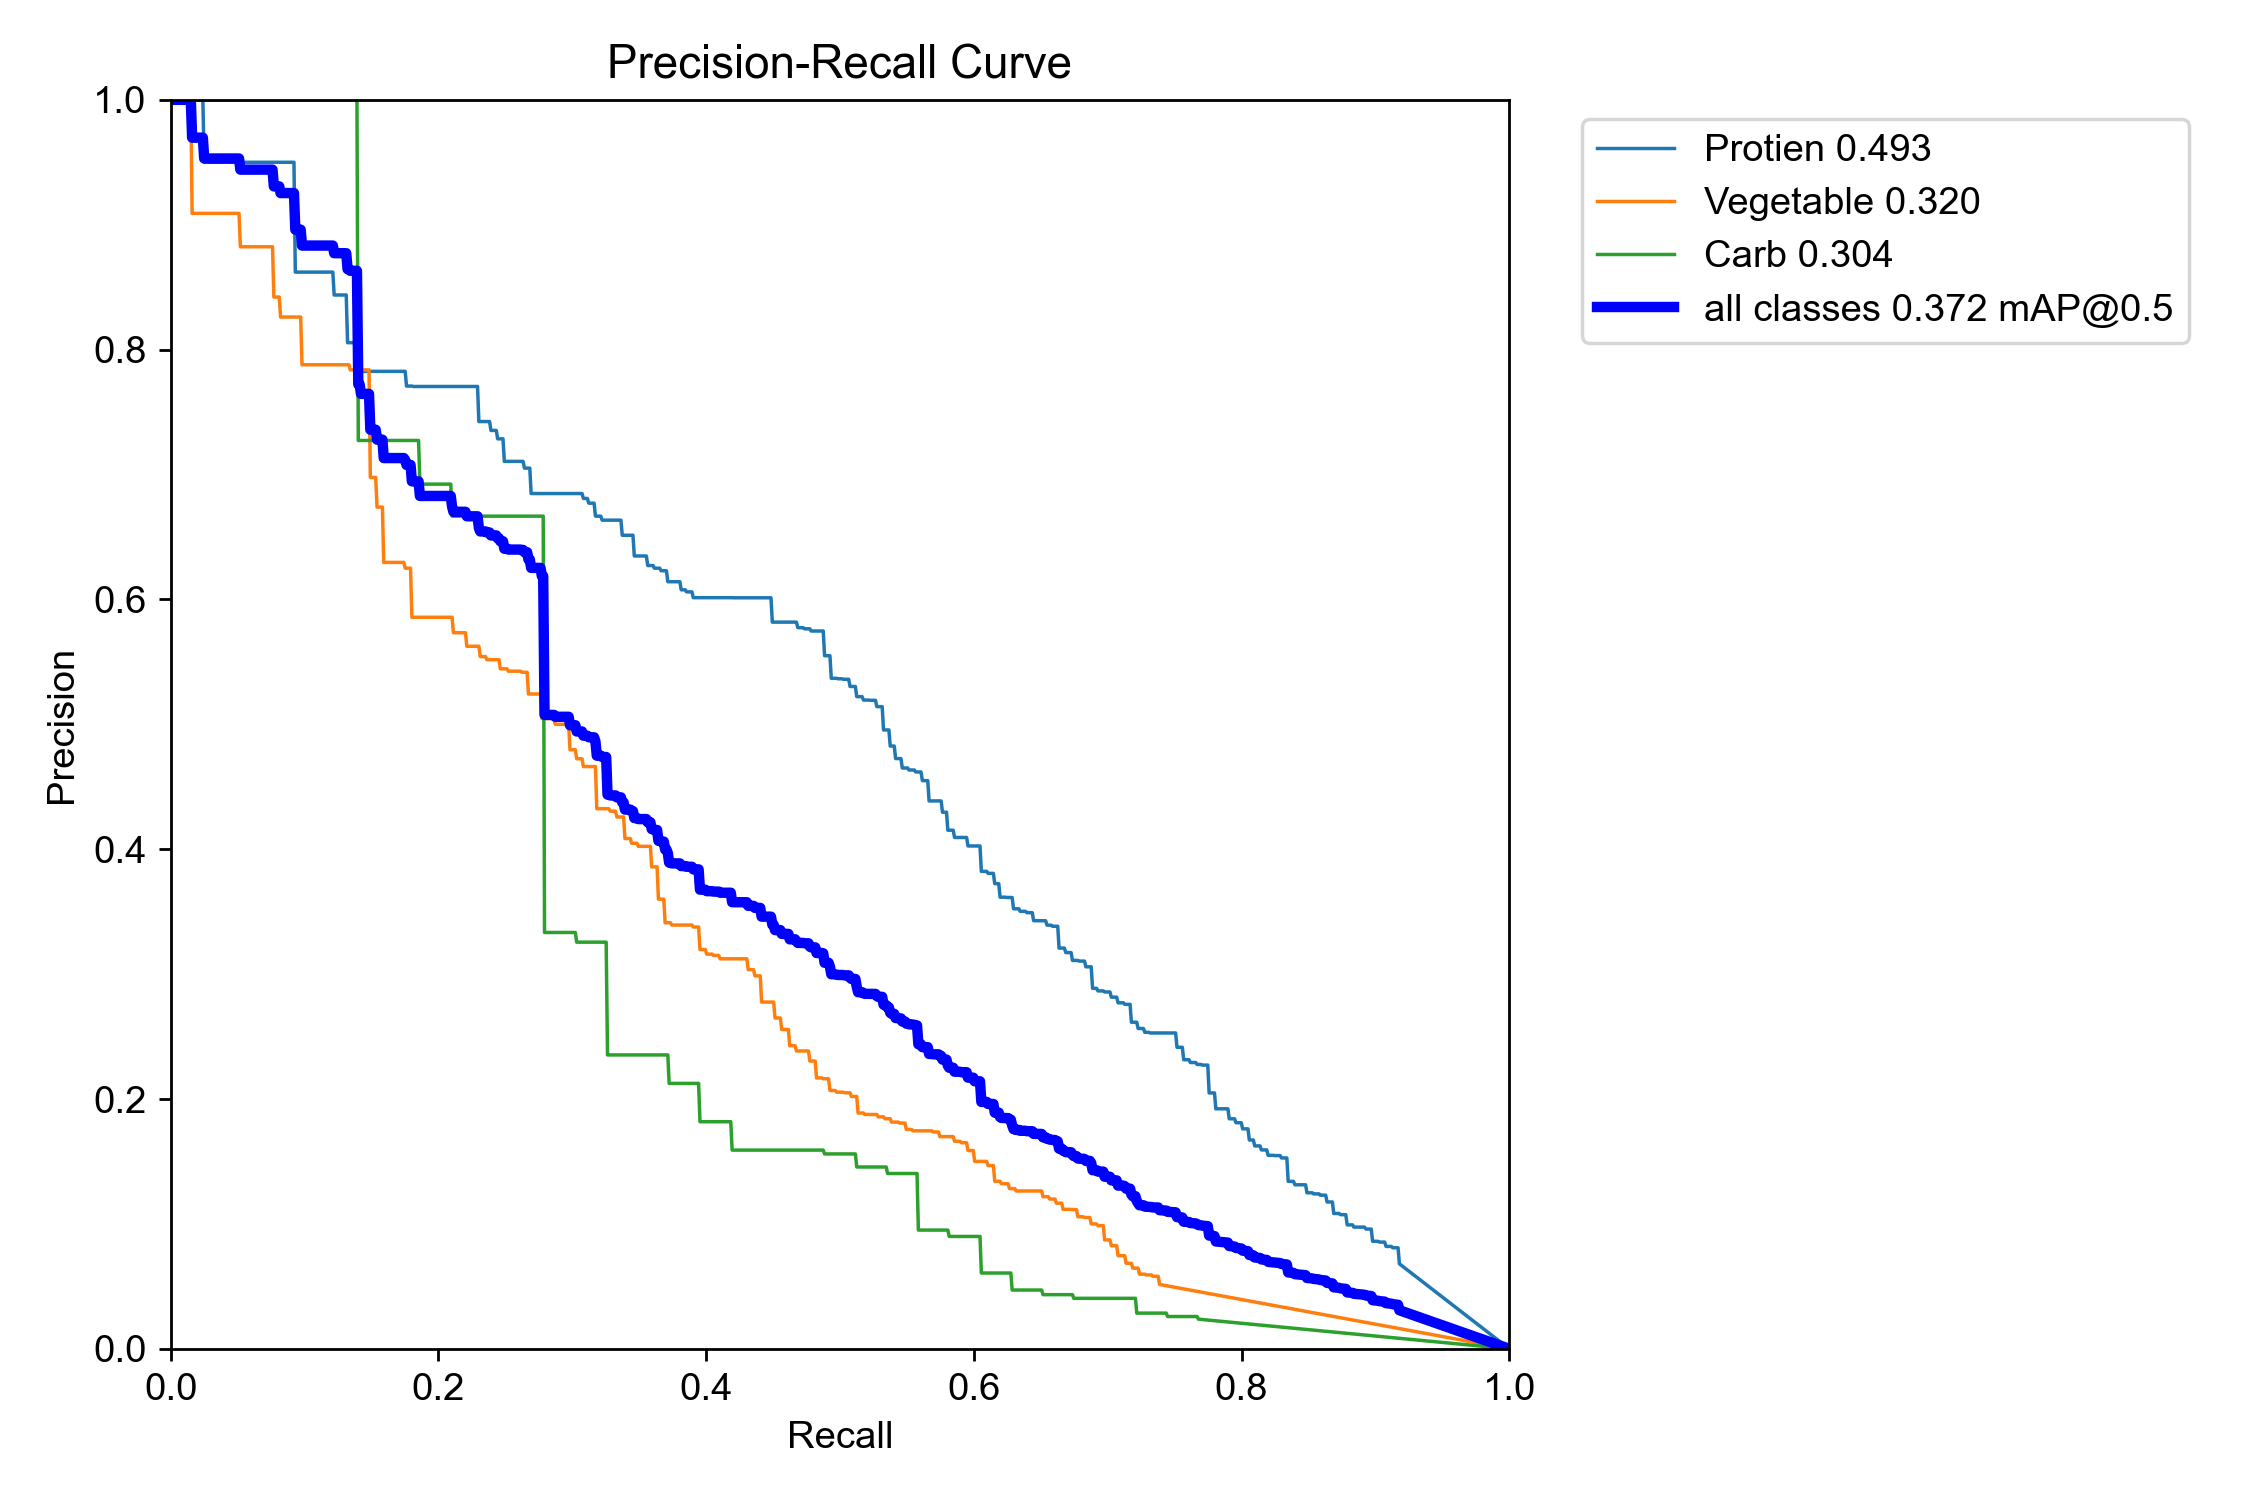 Precision-Recall Curve
1.0
0.8
0.6
0.4
0.2
0.0
Precision
0.0 0.2 0.4 0.6 0.8 1.0
Recall
Protien 0.493
Vegetable 0.320
Carb 0.304
all classes 0.372 mAP@0.5